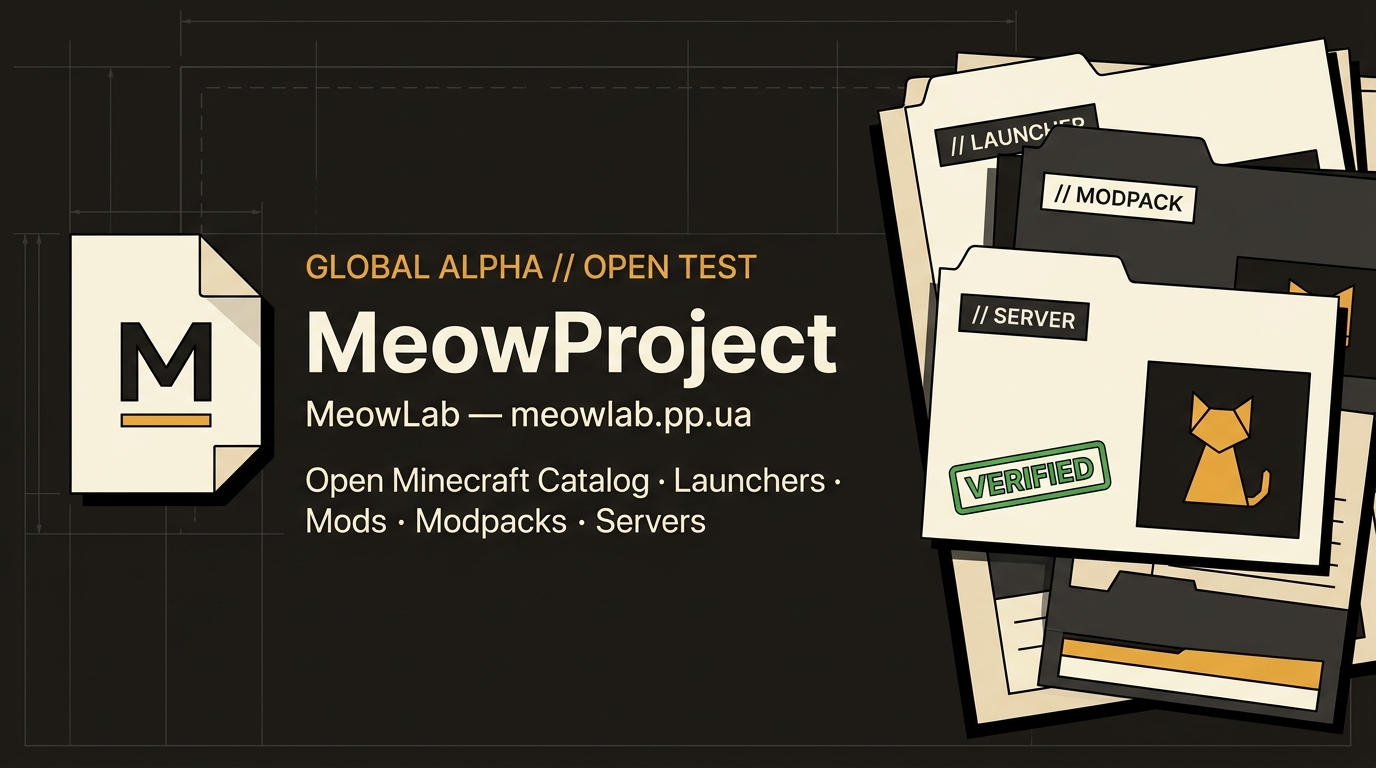 M
GLOBAL ALPHA // OPEN TEST
MeowProject
MeowLab — meowlab.pp.ua
Open Minecraft Catalog · Launchers ·
Mods · Modpacks · Servers
// LAUNCHER
// MODPACK
// SERVER
VERIFIED